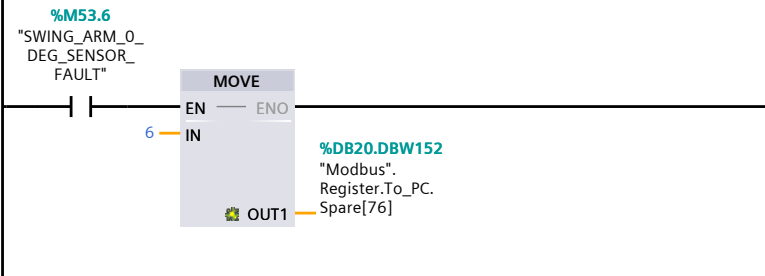 %M53.6
"SWING_ARM_0_
DEG_SENSOR_
FAULT"
MOVE
EN
ENO
6
IN
%DB20.DBW152
"Modbus".
Register.To_PC.
Spare[76]
OUT1